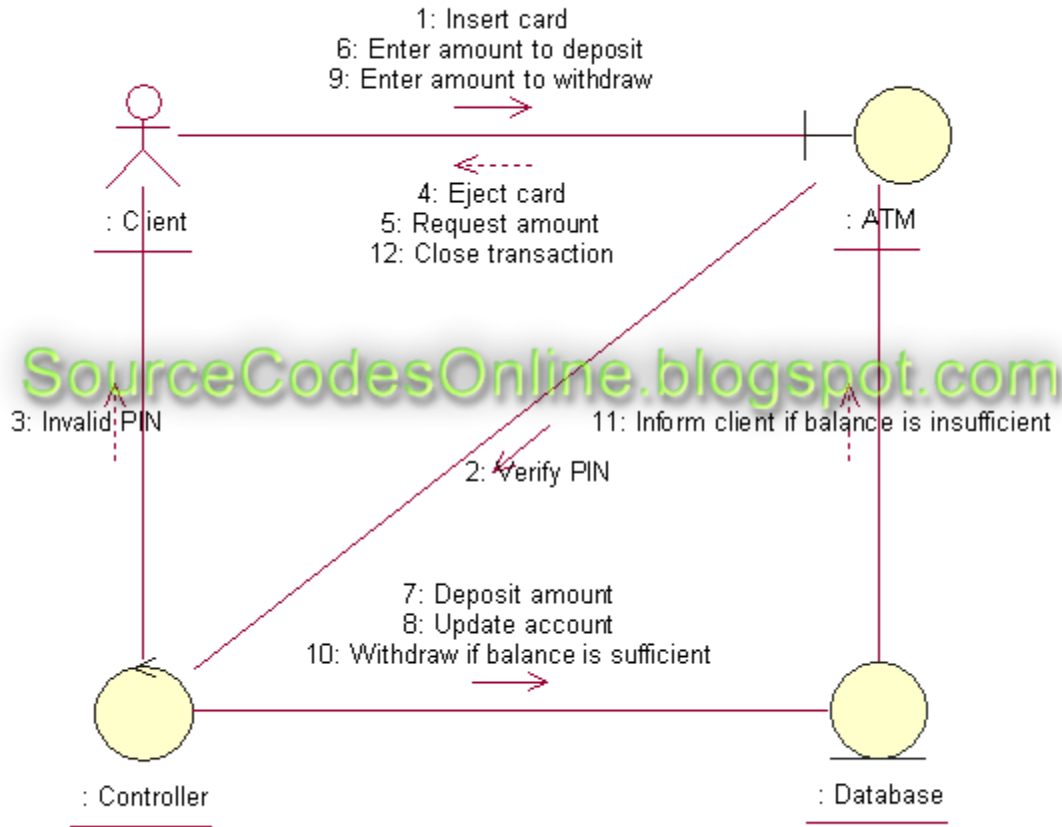 1: Insert card
6: Enter amount to deposit
9: Enter amount to withdraw
4: Eject card
5: Request amount
12: Close transaction
: Client
: ATM
SourceCodesOnline.blogspot.com
3: Invalid PIN
11: Inform client if balance is insufficient
2: Verify PIN
7: Deposit amount
8: Update account
10: Withdraw if balance is sufficient
: Controller
: Database